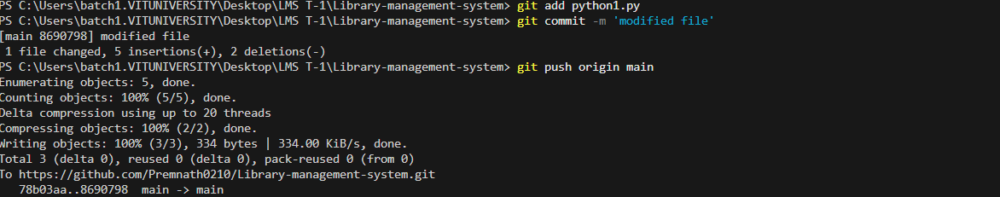 PS C:\Users\batch1.VITUNIVERSITY\Desktop\LMS T-1\Library-management-system> git add python1.py
PS C:\Users\batch1.VITUNIVERSITY\Desktop\LMS T-1\Library-management-system> git commit -m 'modified file'
[main 8690798] modified file
 1 file changed, 5 insertions(+), 2 deletions(-)
PS C:\Users\batch1.VITUNIVERSITY\Desktop\LMS T-1\Library-management-system> git push origin main
Enumerating objects: 5, done.
Counting objects: 100% (5/5), done.
Delta compression using up to 20 threads
Compressing objects: 100% (2/2), done.
Writing objects: 100% (3/3), 334 bytes | 334.00 KiB/s, done.
Total 3 (delta 0), reused 0 (delta 0), pack-reused 0 (from 0)
To https://github.com/Premnath0210/Library-management-system.git
   78b03aa..8690798  main -> main